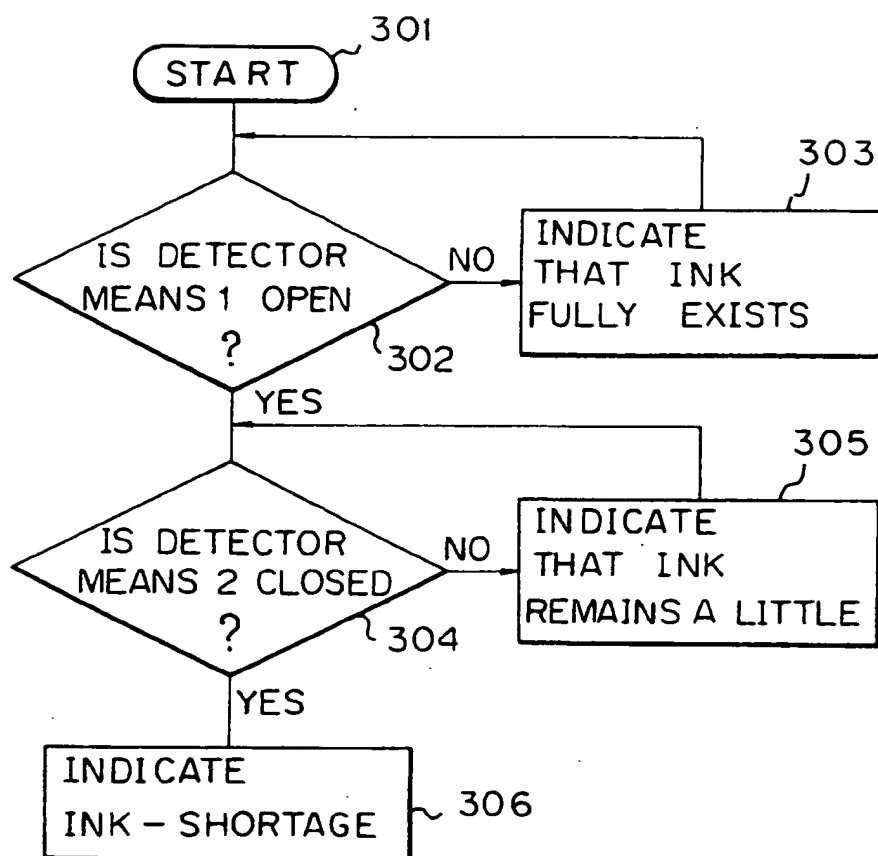 301
START
303
INDICATE
THAT INK
FULLY EXISTS
IS DETECTOR
MEANS 1 OPEN
?
NO
302
YES
305
INDICATE
THAT INK
REMAINS A LITTLE
IS DETECTOR
MEANS 2 CLOSED
?
NO
304
YES
INDICATE
INK - SHORTAGE
306